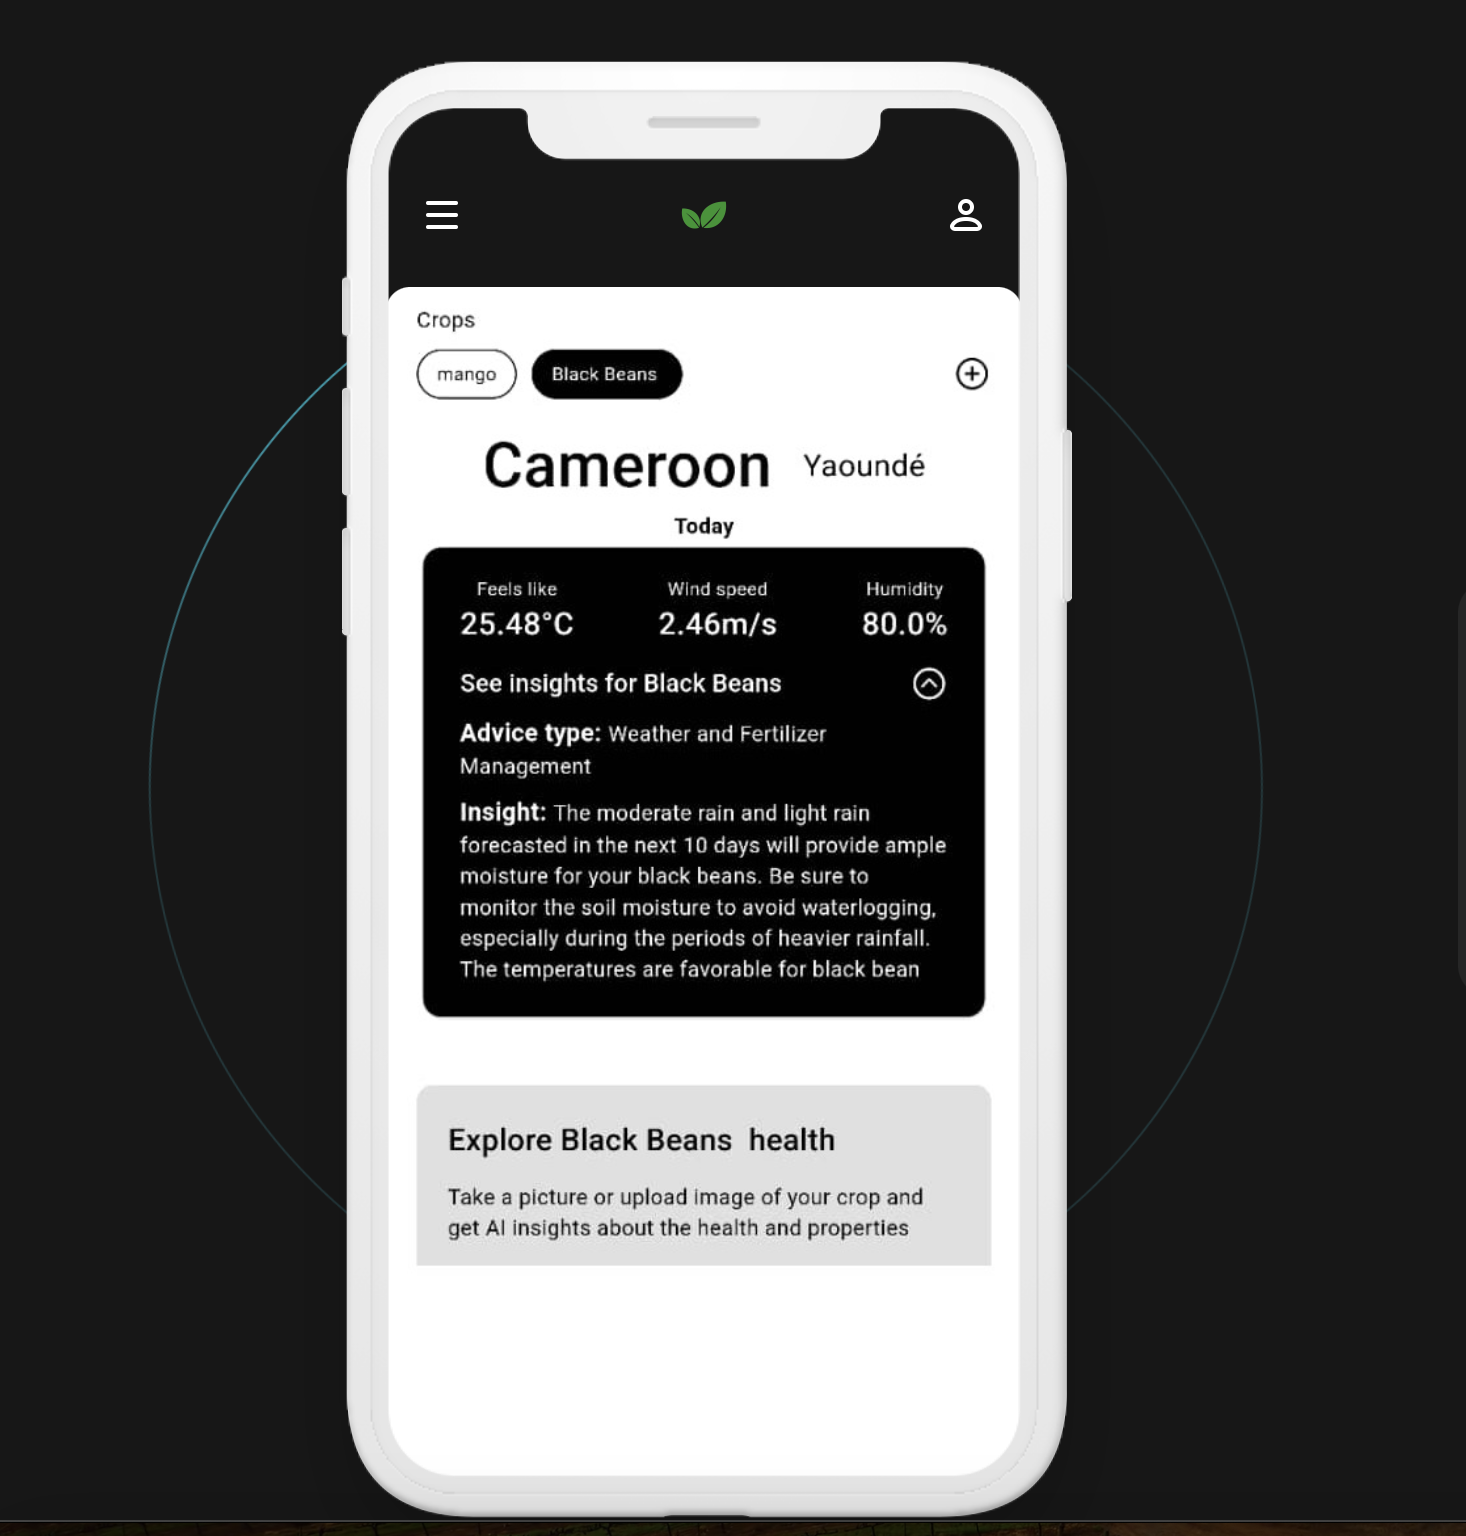 Crops
mango Black Beans
Cameroon Yaoundé
Today
Feels like Wind speed Humidity
25.48°C 2.46m/s 80.0%
See insights for Black Beans
Advice type: Weather and Fertilizer
Management
Insight: The moderate rain and light rain
forecasted in the next 10 days will provide ample
moisture for your black beans. Be sure to
monitor the soil moisture to avoid waterlogging,
especially during the periods of heavier rainfall.
The temperatures are favorable for black bean
Explore Black Beans health
Take a picture or upload image of your crop and
get AI insights about the health and properties